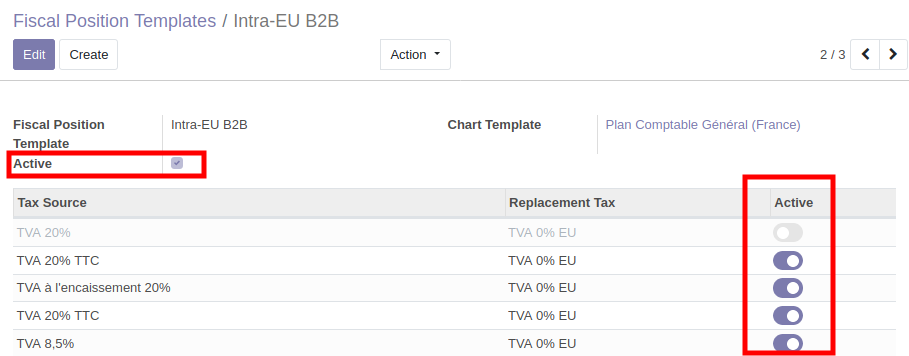 Fiscal Position Templates / Intra-EU B2B
Edit Create Action 2 / 3
Fiscal Position Template Intra-EU B2B Chart Template Plan Comptable Général (France)
Active
Tax Source Replacement Tax Active
TVA 20% TVA 0% EU
TVA 20% TTC TVA 0% EU
TVA à l'encaissement 20% TVA 0% EU
TVA 20% TTC TVA 0% EU
TVA 8,5% TVA 0% EU